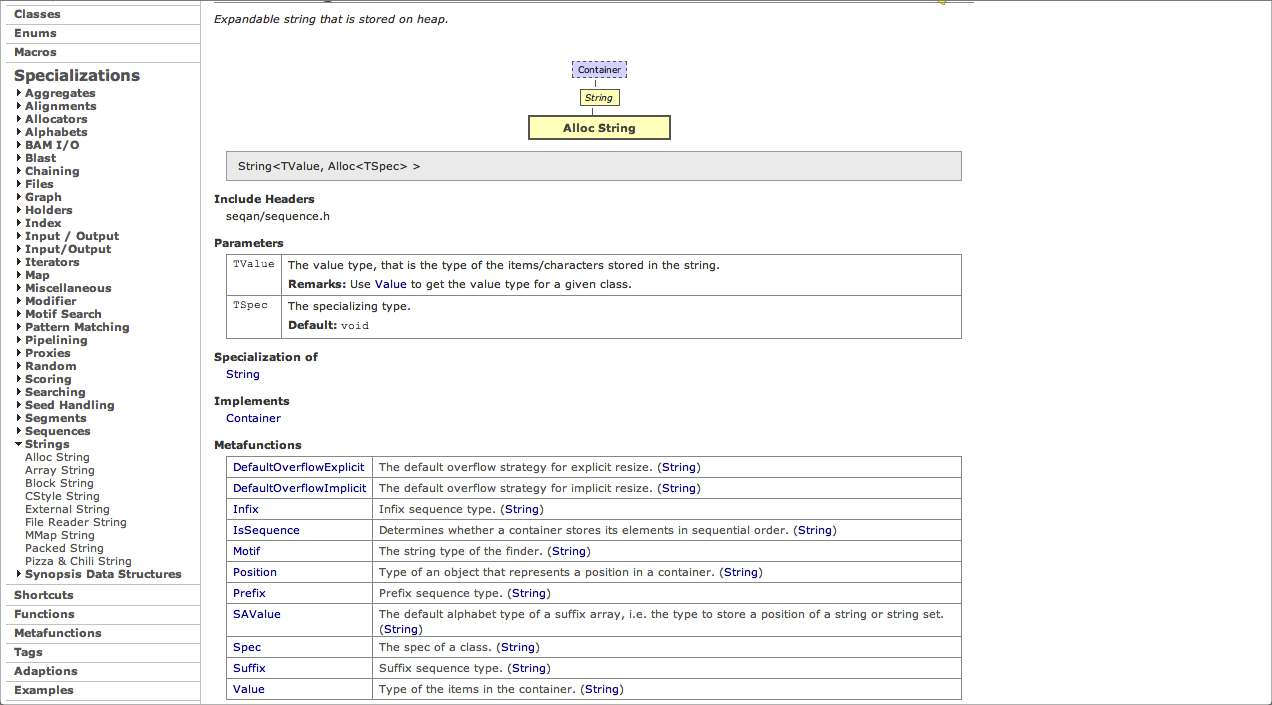 Classes
Enums
Macros
Specializations
Aggregates
Alignments
Allocators
Alphabets
BAM I/O
Blast
Chaining
Files
Graph
Holders
Index
Input / Output
Input/Output
Iterators
Map
Miscellaneous
Modifier
Motif Search
Pattern Matching
Pipelining
Proxies
Random
Scoring
Searching
Seed Handling
Segments
Sequences
Strings
Alloc String
Array String
Block String
CStyle String
External String
File Reader String
MMap String
Packed String
Pizza & Chili String
Synopsis Data Structures
Shortcuts
Functions
Metafunctions
Tags
Adaptions
Examples
Expandable string that is stored on heap.
Container
String
Alloc String
String<TValue, Alloc<TSpec> >
Include Headers
seqan/sequence.h
Parameters
TValue The value type, that is the type of the items/characters stored in the string.
Remarks: Use Value to get the value type for a given class.
TSpec The specializing type.
Default: void
Specialization of
String
Implements
Container
Metafunctions
DefaultOverflowExplicit The default overflow strategy for explicit resize. (String)
DefaultOverflowImplicit The default overflow strategy for implicit resize. (String)
Infix Infix sequence type. (String)
IsSequence Determines whether a container stores its elements in sequential order. (String)
Motif The string type of the finder. (String)
Position Type of an object that represents a position in a container. (String)
Prefix Prefix sequence type. (String)
SAValue The default alphabet type of a suffix array, i.e. the type to store a position of a string or string set.
(String)
Spec The spec of a class. (String)
Suffix Suffix sequence type. (String)
Value Type of the items in the container. (String)